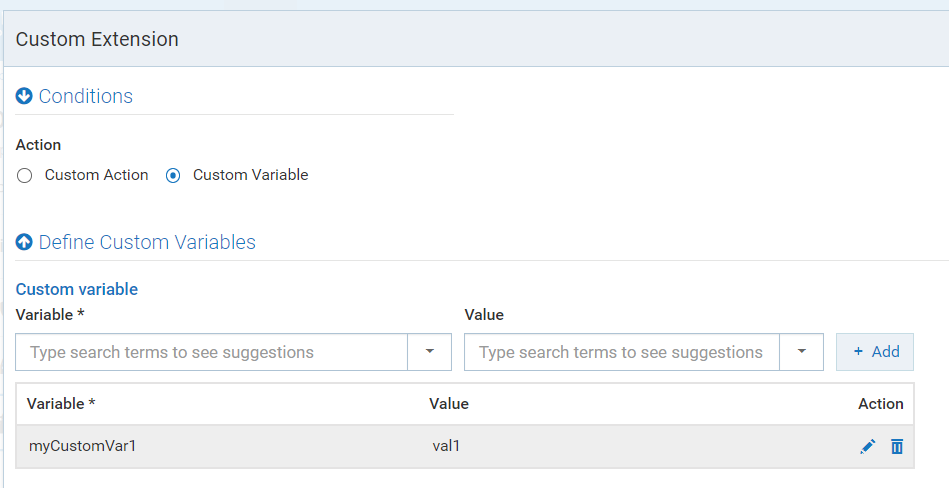 Custom Extension
Conditions
Action
Custom Action Custom Variable
Define Custom Variables
Custom variable
Variable * Value
Type search terms to see suggestions Type search terms to see suggestions + Add
Variable * Value Action
myCustomVar1 val1